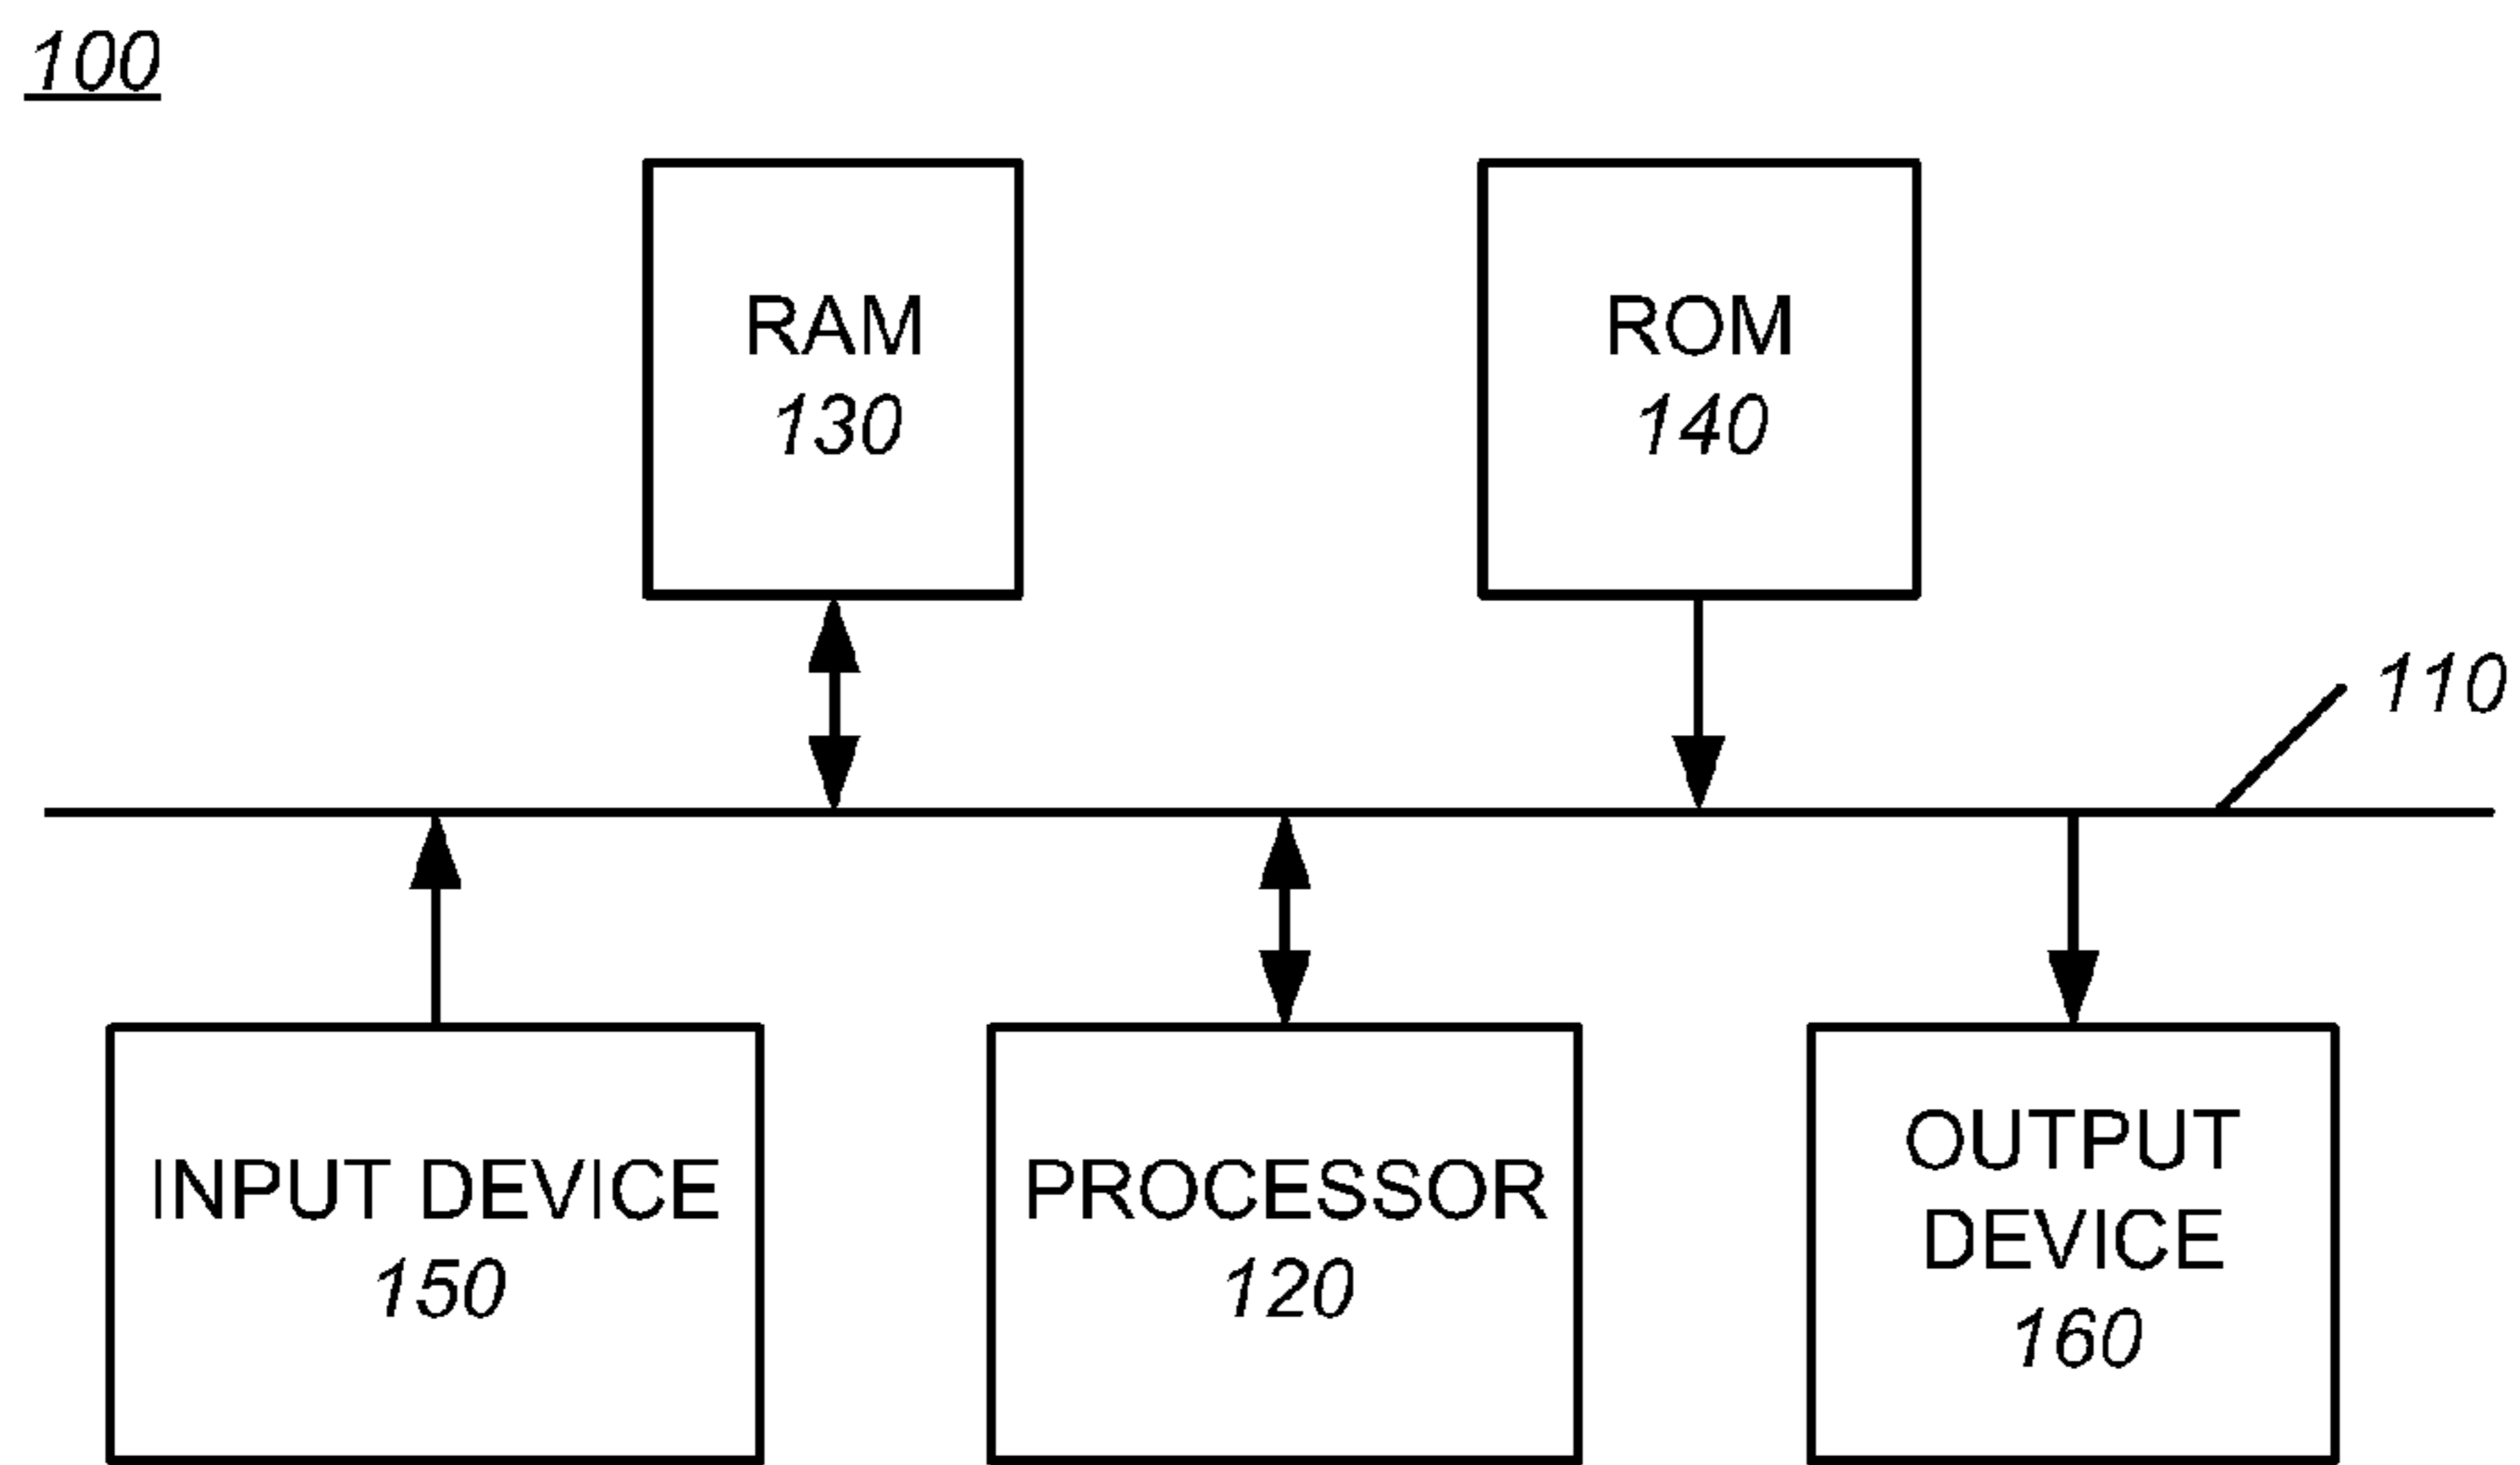 100
RAM
130
ROM
140
110
INPUT DEVICE
150
PROCESSOR
120
OUTPUT
DEVICE
160